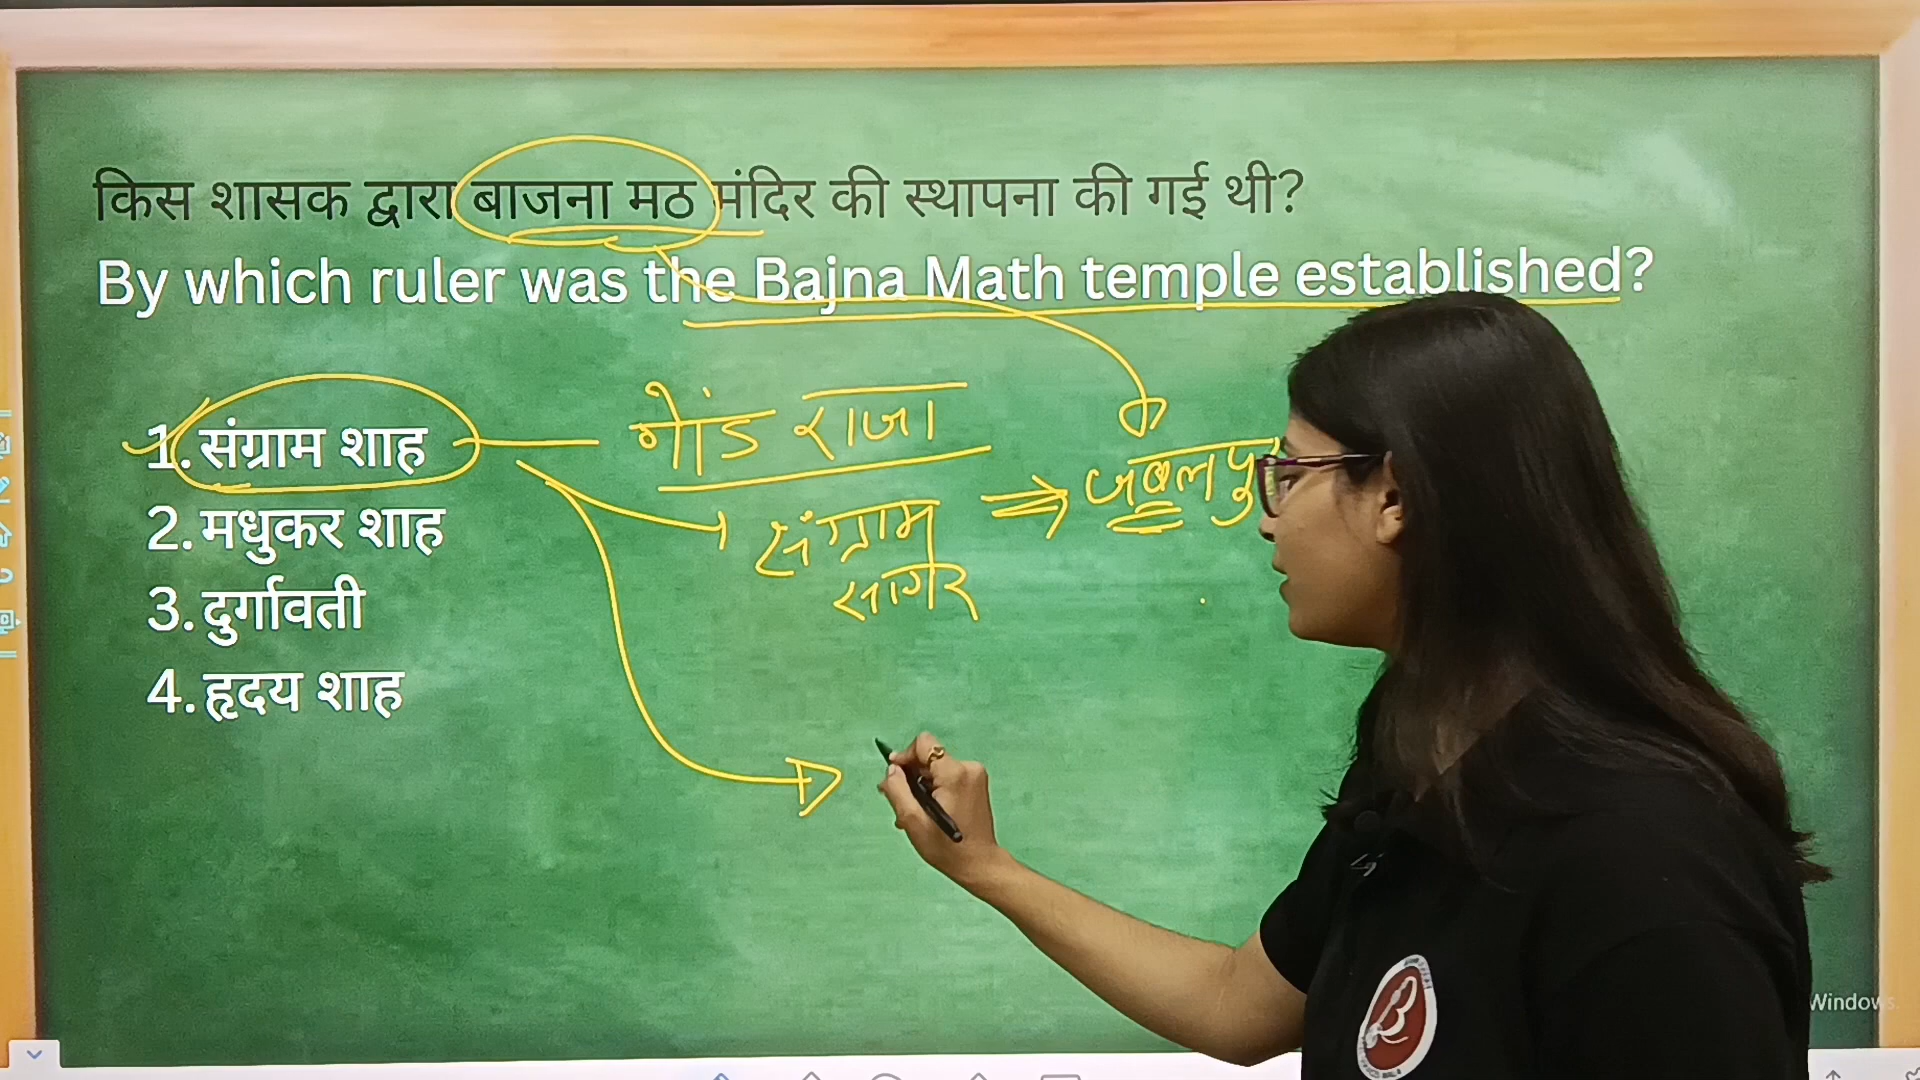 किस शासक द्वारा बाजना मठ मंदिर की स्थापना की गई थी?
By which ruler was the Bajna Math temple established?
1. संग्राम शाह
गोंड राजा
2. मधुकर शाह
संग्राम
सागर
⇒ जबलपु
3. दुर्गावती
4. हृदय शाह
Windows